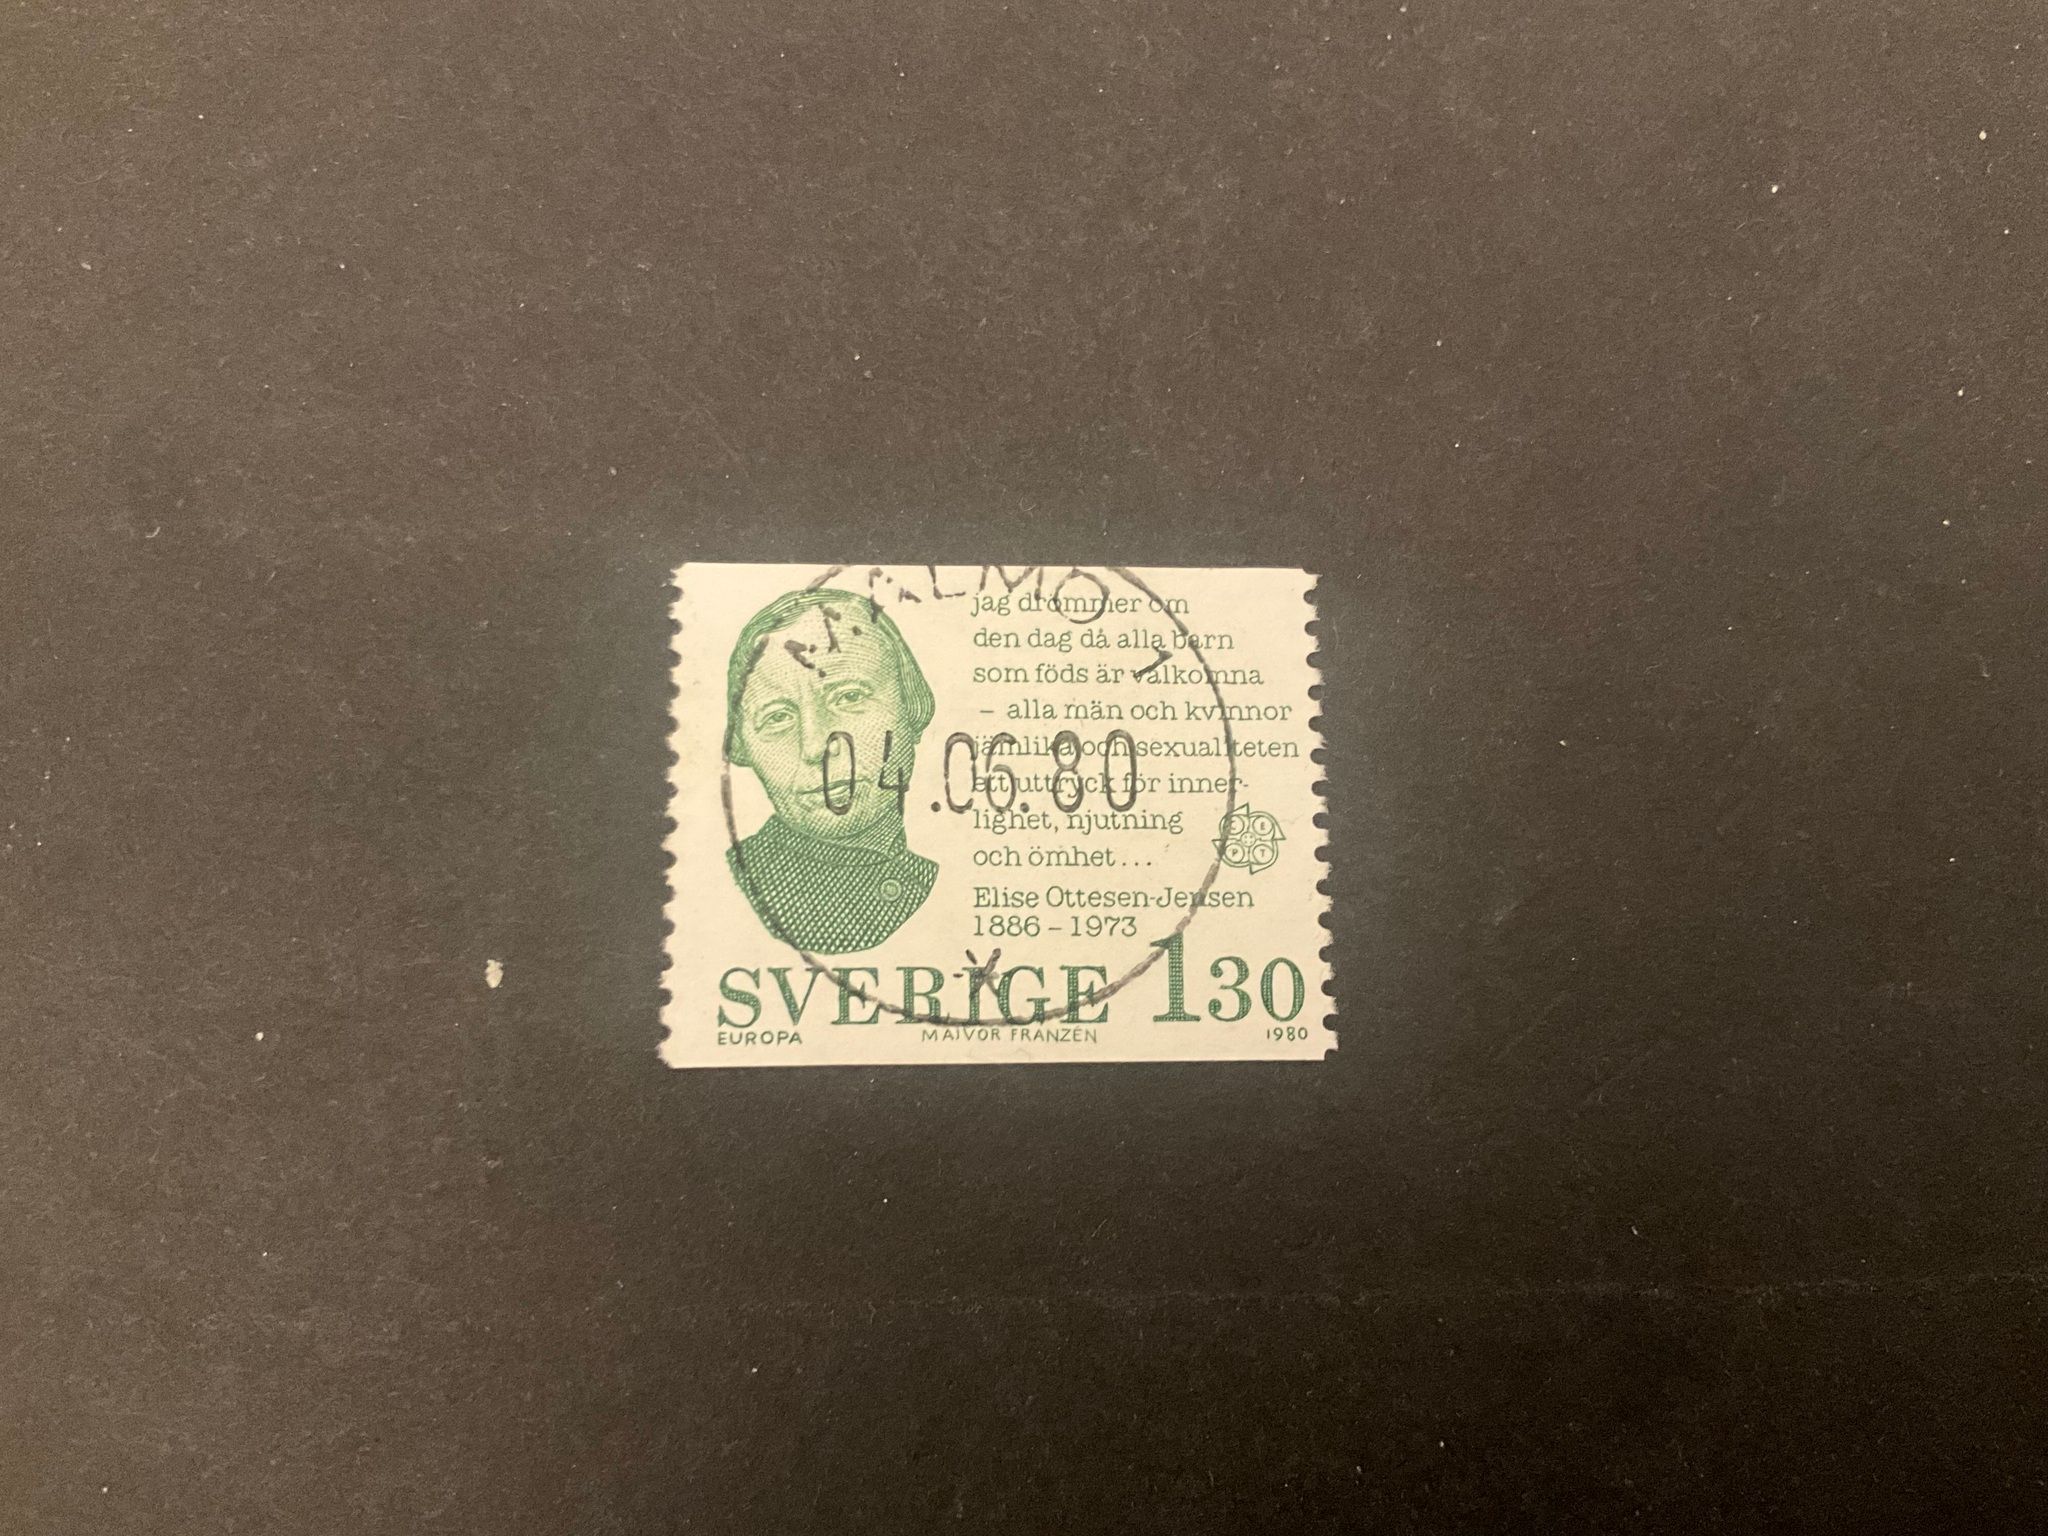 MALMÖ 1
jag drömmer om
den dag då alla barn
som föds är välkomna
– alla män och kvinnor
jämlika och sexualiteten
ett uttryck för inner-
lighet, njutning
och ömhet...
04.06.80
C E
P T
Elise Ottesen-Jensen
1886 – 1973
SVERIGE 130
EUROPA MAJVOR FRANZÉN 1980